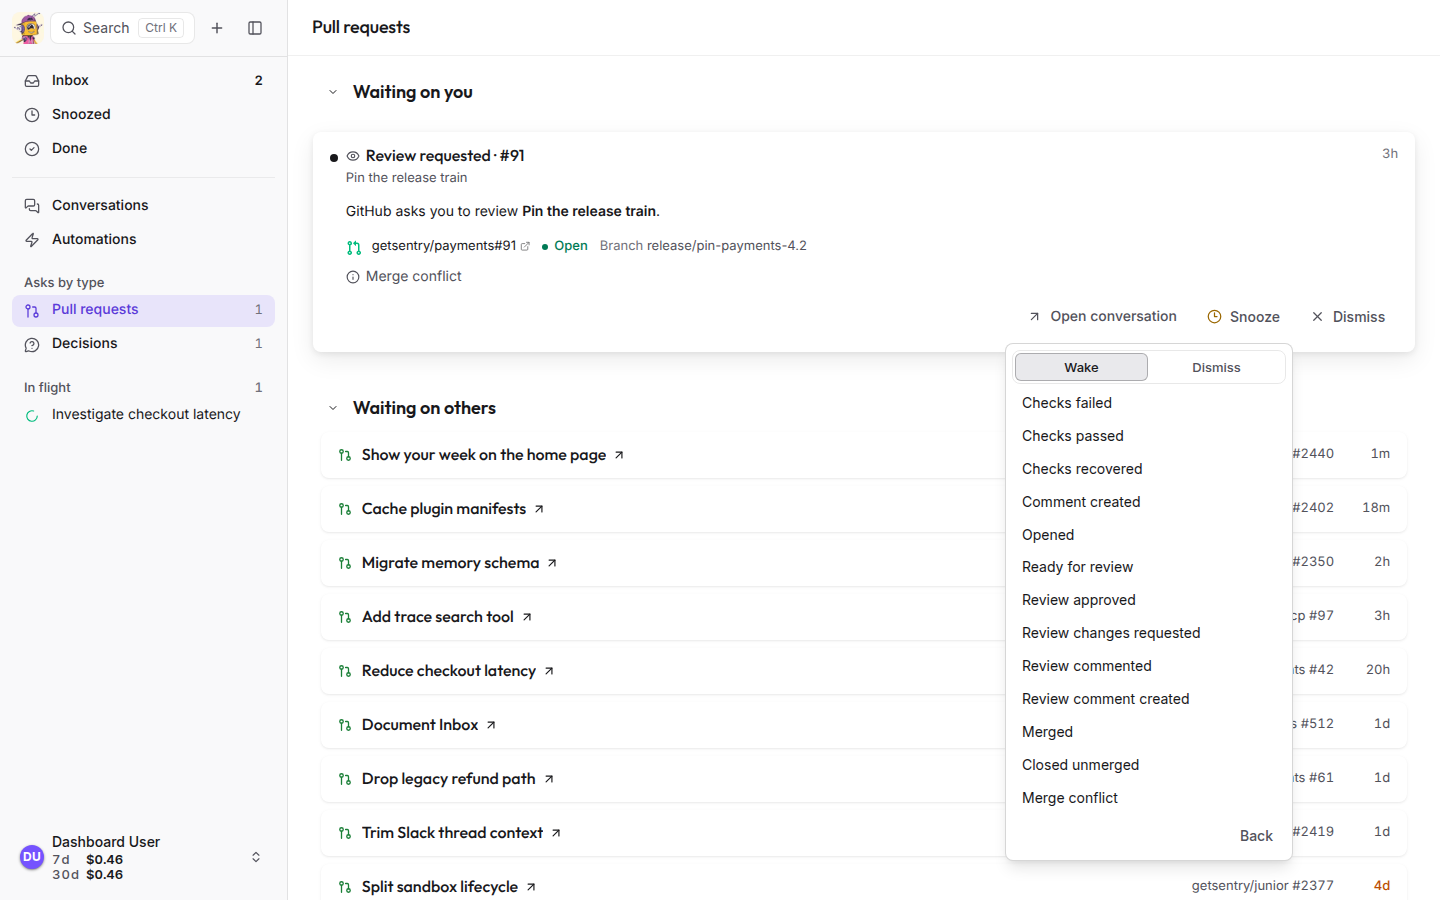 Search Ctrl K
Inbox 2
Snoozed
Done
Conversations
Automations
Asks by type
Pull requests 1
Decisions 1
In flight 1
Investigate checkout latency
DU
Dashboard User
7d $0.46
30d $0.46
Pull requests
Waiting on you
Review requested · #91 3h
Pin the release train
GitHub asks you to review Pin the release train.
getsentry/payments#91 Open Branch release/pin-payments-4.2
Merge conflict
Open conversation Snooze Dismiss
Wake Dismiss
Checks failed
Checks passed
Checks recovered
Comment created
Opened
Ready for review
Review approved
Review changes requested
Review commented
Review comment created
Merged
Closed unmerged
Merge conflict
Back
Waiting on others
Show your week on the home page #2440 1m
Cache plugin manifests #2402 18m
Migrate memory schema #2350 2h
Add trace search tool #97 3h
Reduce checkout latency #42 20h
Document Inbox #512 1d
Drop legacy refund path #61 1d
Trim Slack thread context #2419 1d
Split sandbox lifecycle getsentry/junior #2377 4d